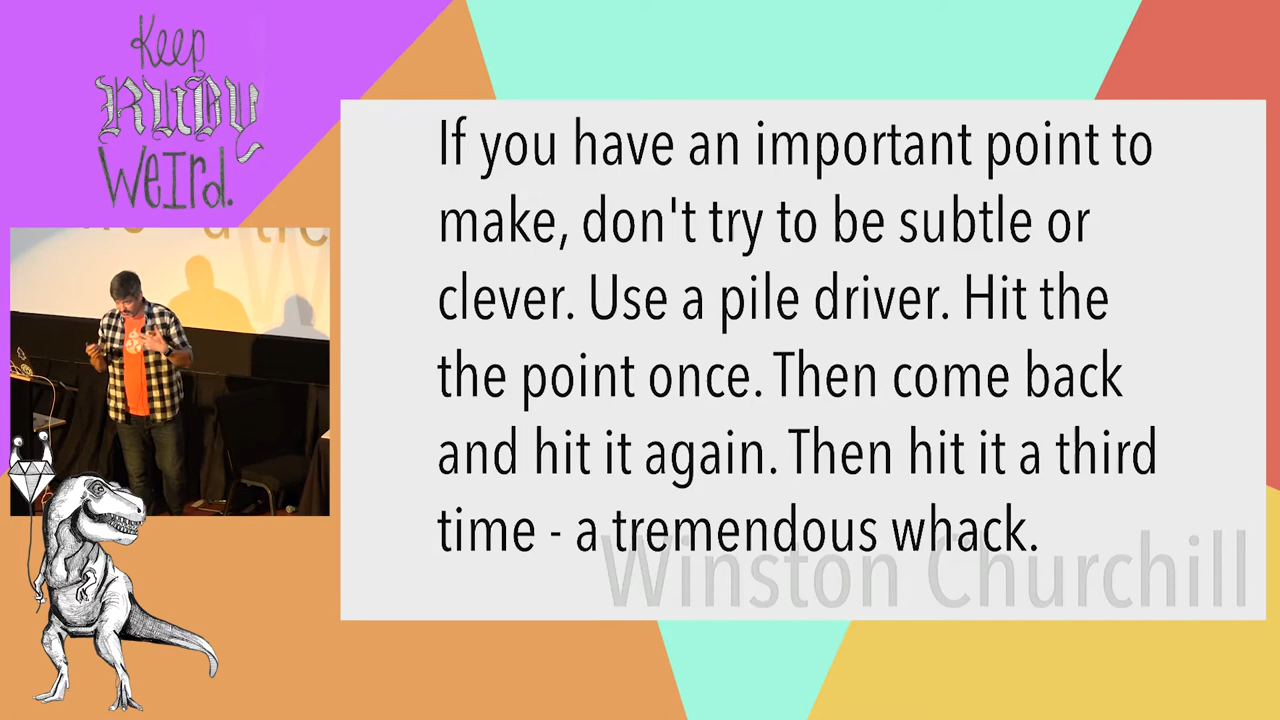 Keep
RUBY
WeIrd.
If you have an important point to
make, don't try to be subtle or
clever. Use a pile driver. Hit the
the point once. Then come back
and hit it again. Then hit it a third
time - a tremendous whack.
Winston Churchill